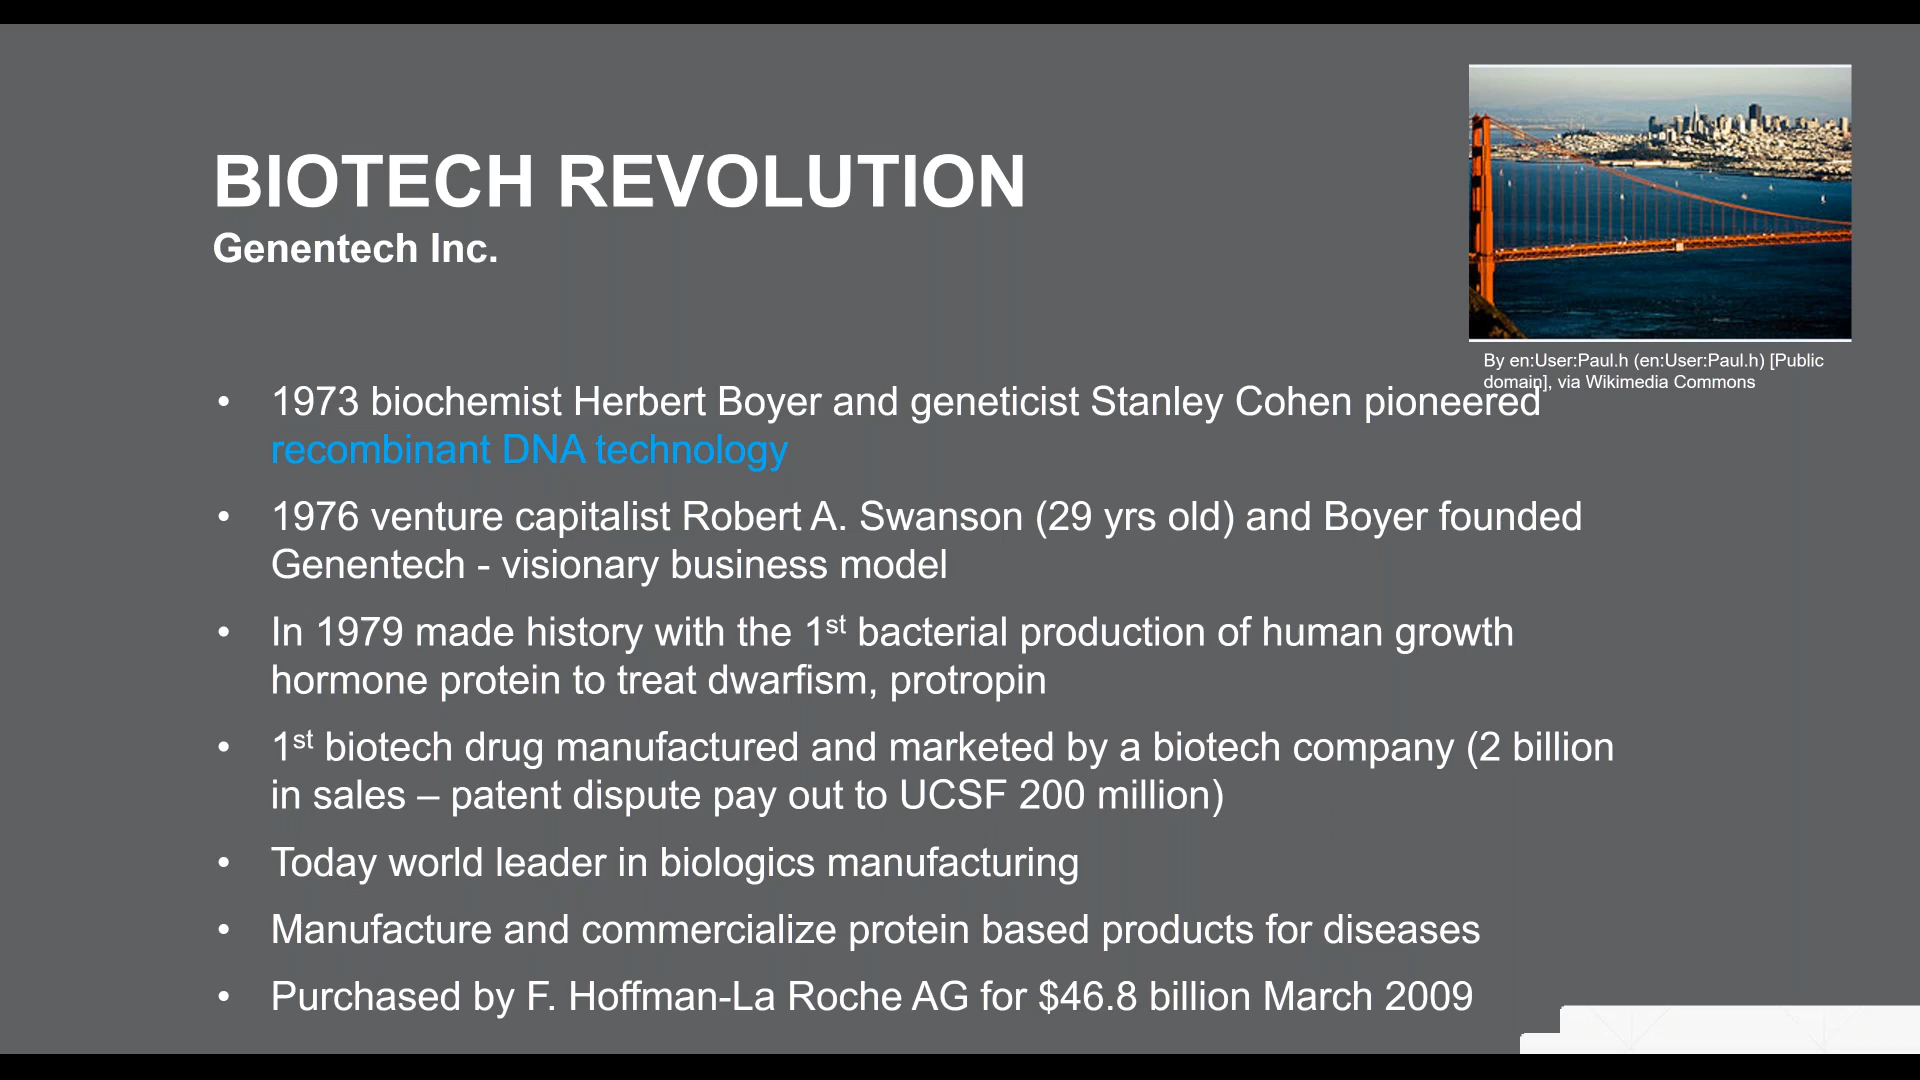 BIOTECH REVOLUTION
Genentech Inc.
By en:User:Paul.h (en:User:Paul.h) [Public
domain], via Wikimedia Commons
• 1973 biochemist Herbert Boyer and geneticist Stanley Cohen pioneered
recombinant DNA technology
• 1976 venture capitalist Robert A. Swanson (29 yrs old) and Boyer founded
Genentech - visionary business model
• In 1979 made history with the 1st bacterial production of human growth
hormone protein to treat dwarfism, protropin
• 1st biotech drug manufactured and marketed by a biotech company (2 billion
in sales – patent dispute pay out to UCSF 200 million)
• Today world leader in biologics manufacturing
• Manufacture and commercialize protein based products for diseases
• Purchased by F. Hoffman-La Roche AG for $46.8 billion March 2009